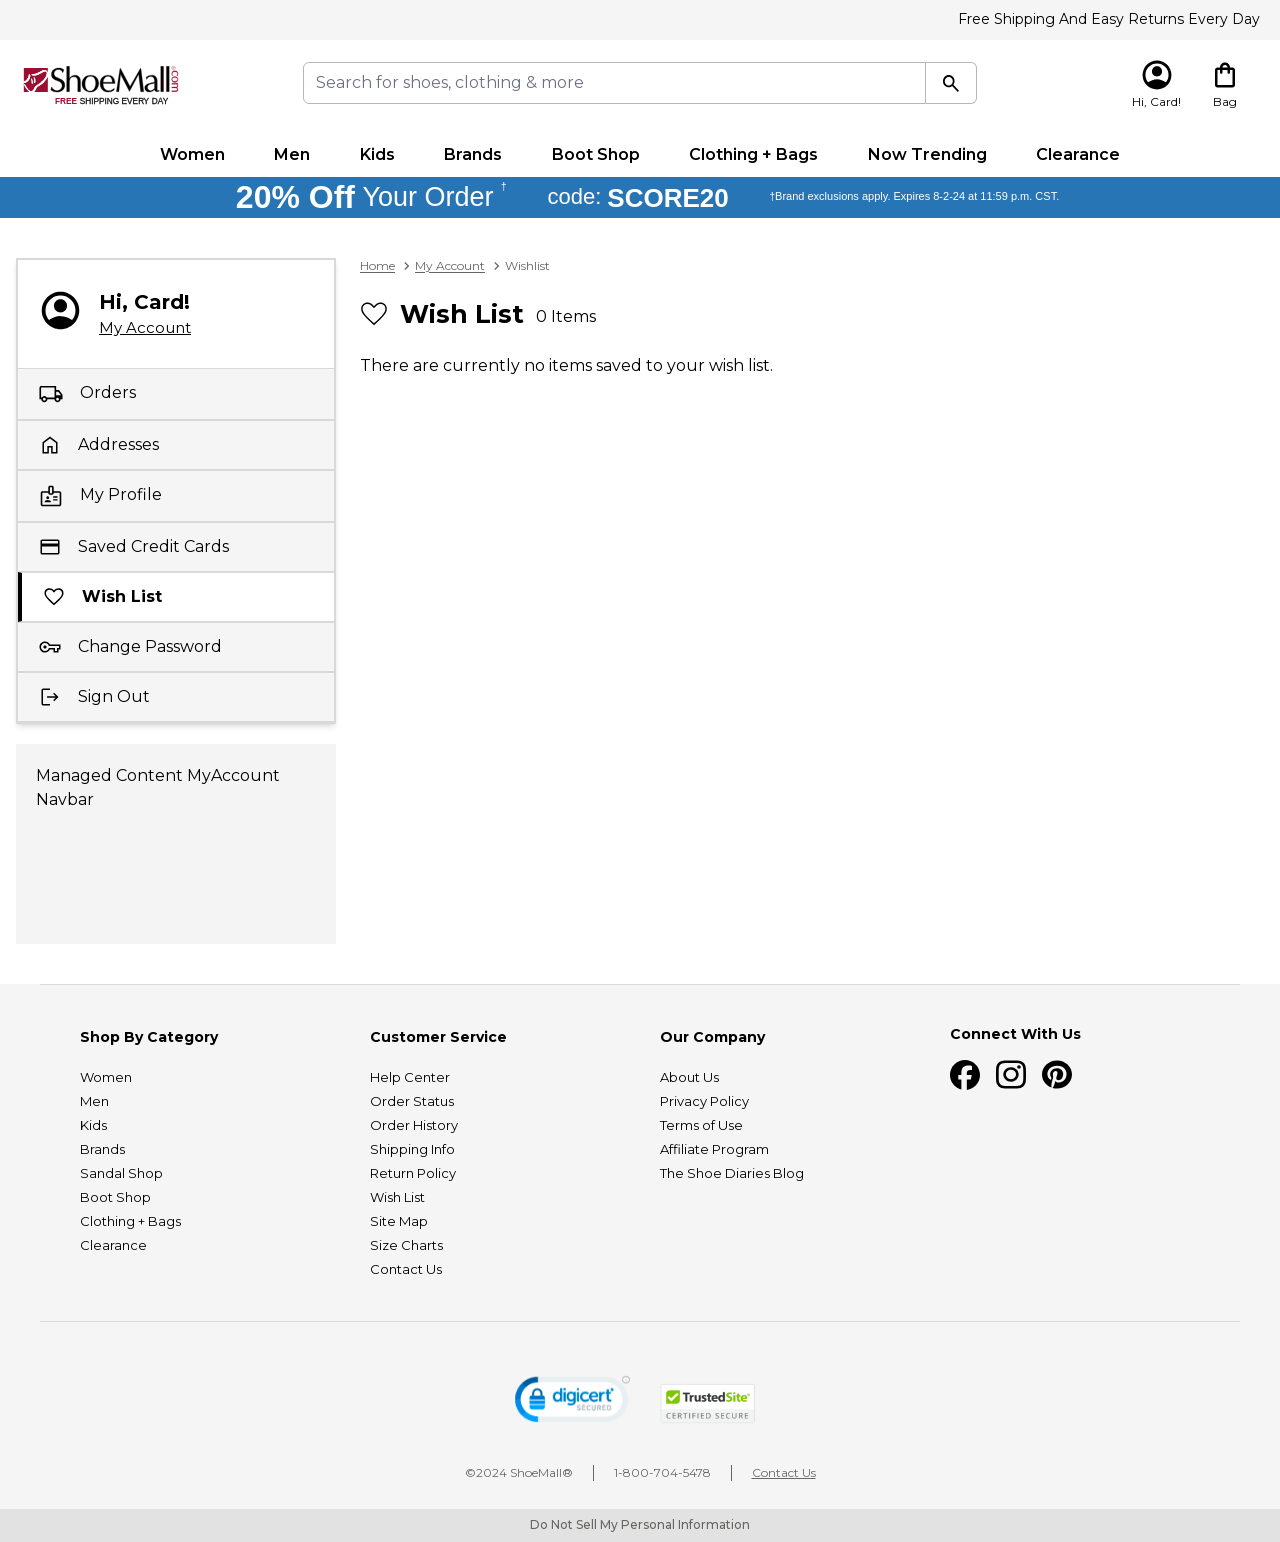 Free Shipping And Easy Returns Every Day
ShoeMall.com
FREE SHIPPING EVERY DAY
Search for shoes, clothing & more
Hi, Card!
Bag
Women Men Kids Brands Boot Shop Clothing + Bags Now Trending Clearance
20% Off Your Order † code: SCORE20 †Brand exclusions apply. Expires 8-2-24 at 11:59 p.m. CST.
Hi, Card!
My Account
Orders
Addresses
My Profile
Saved Credit Cards
Wish List
Change Password
Sign Out
Managed Content MyAccount
Navbar
Home > My Account > Wishlist
Wish List 0 Items
There are currently no items saved to your wish list.
Shop By Category
Women
Men
Kids
Brands
Sandal Shop
Boot Shop
Clothing + Bags
Clearance
Customer Service
Help Center
Order Status
Order History
Shipping Info
Return Policy
Wish List
Site Map
Size Charts
Contact Us
Our Company
About Us
Privacy Policy
Terms of Use
Affiliate Program
The Shoe Diaries Blog
Connect With Us
digicert
SECURED
TrustedSite
CERTIFIED SECURE
©2024 ShoeMall® | 1-800-704-5478 | Contact Us
Do Not Sell My Personal Information